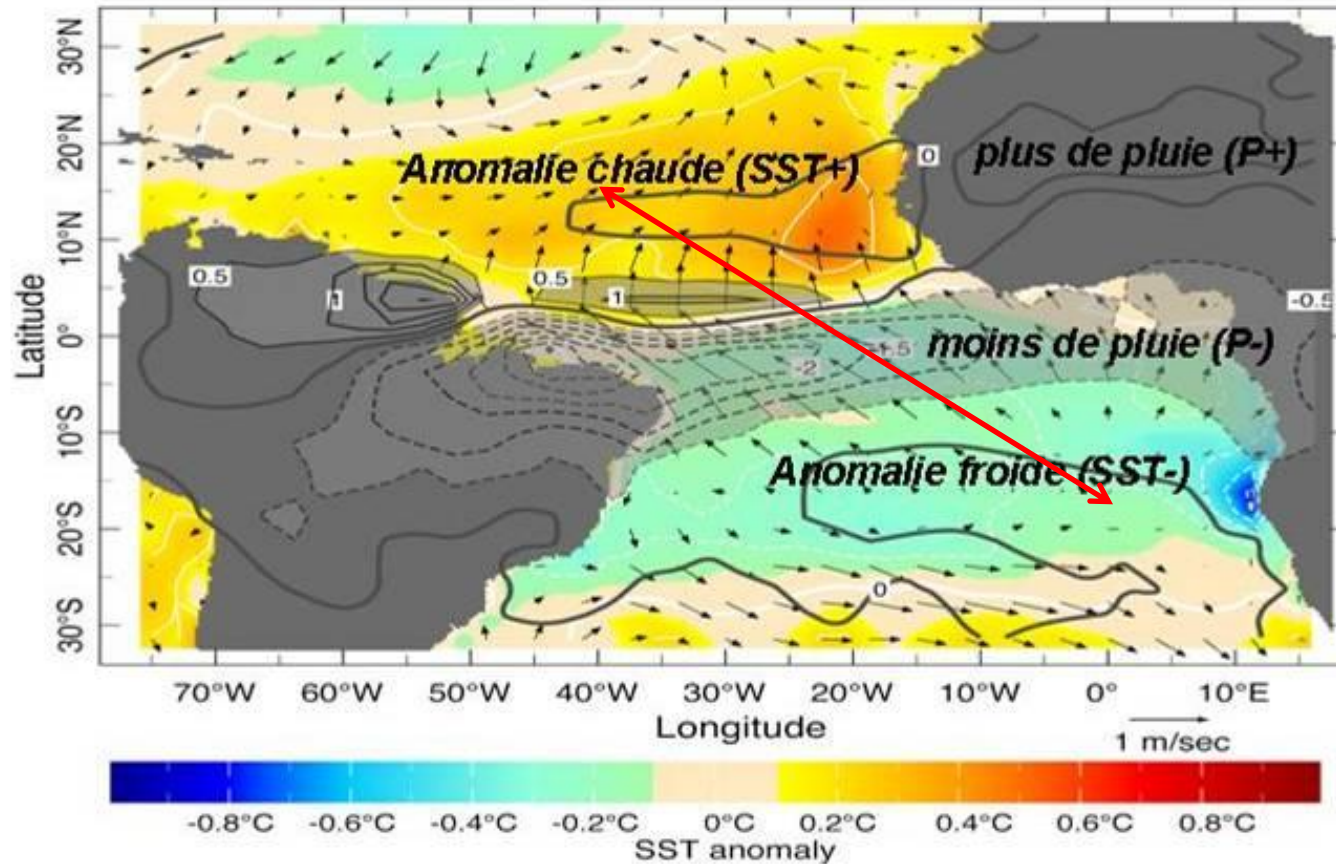 30°N
20°N
10°N
0°
10°S
20°S
30°S
Latitude
Anomalie chaude (SST+)
0
plus de pluie (P+)
0.5
1
0.5
1
-0.5
moins de pluie (P-)
-2
Anomalie froide (SST-)
0
70°W 60°W 50°W 40°W 30°W 20°W 10°W 0° 10°E
Longitude
1 m/sec
-0.8°C -0.6°C -0.4°C -0.2°C 0°C 0.2°C 0.4°C 0.6°C 0.8°C
SST anomaly